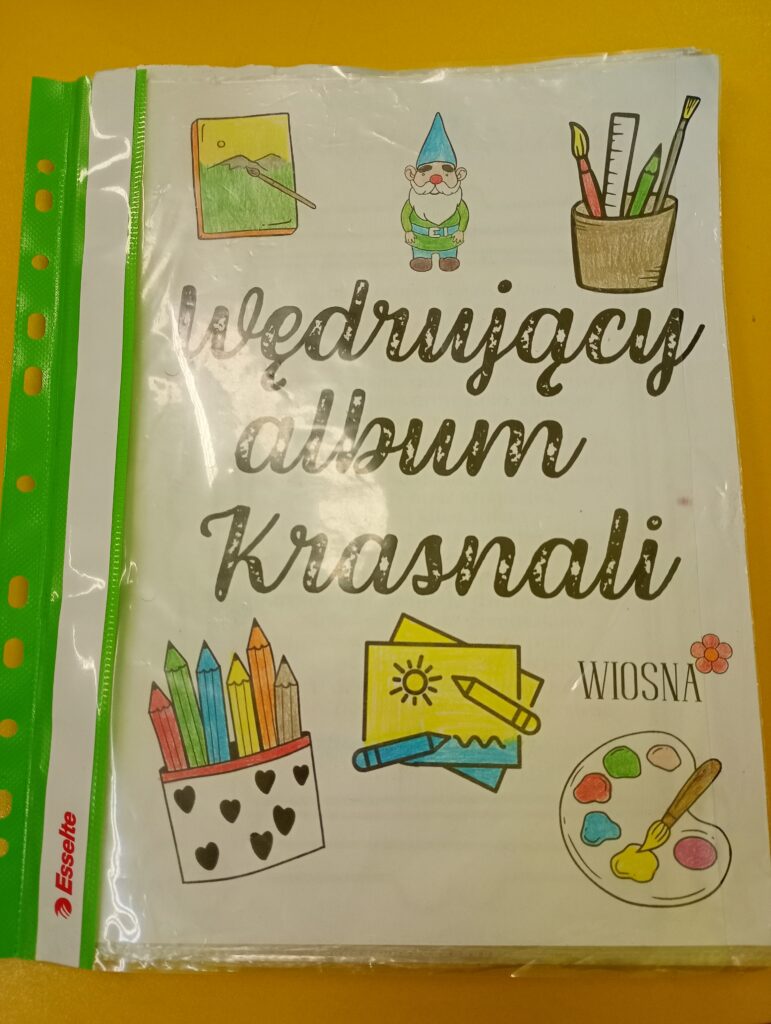 Wędrujący
album
Krasnali
WIOSNA
Esselte